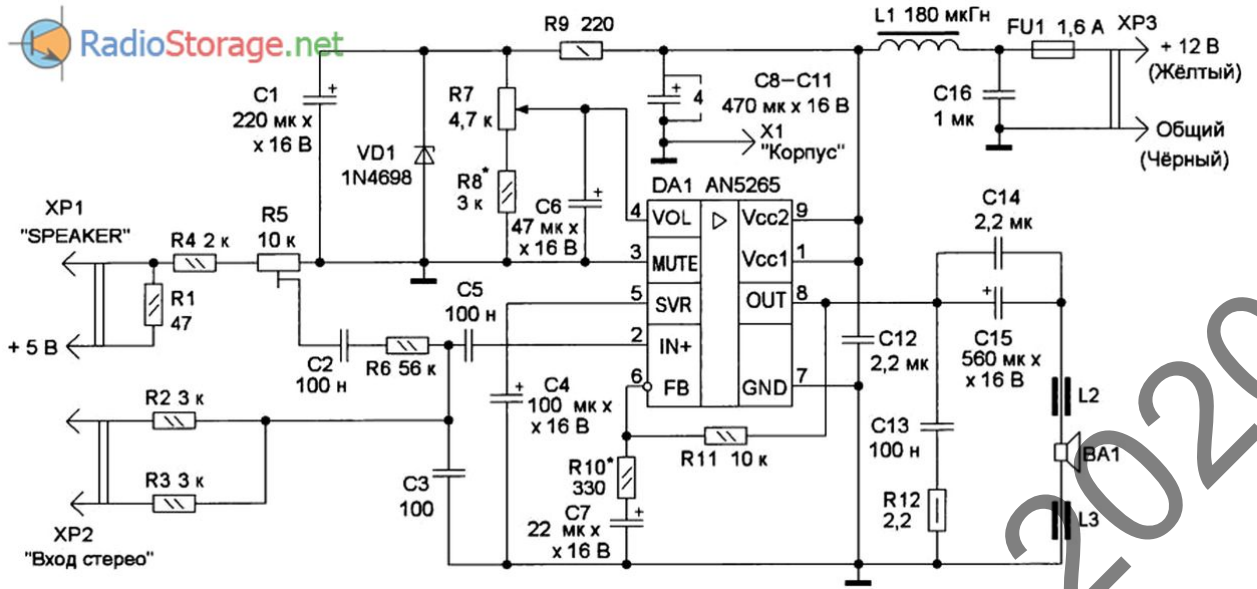 RadioStorage.net
R9 220
L1 180 мкГн
FU1 1,6 А
XP3
+ 12 В
(Жёлтый)
C1
220 мк х
х 16 В
+
R7
4,7 к
+
4
C8–C11
470 мк х 16 В
C16
1 мк
X1
"Корпус"
Общий
(Чёрный)
VD1
1N4698
R8*
3 к
C6
47 мк х
х 16 В
+
DA1 AN5265
XP1
"SPEAKER"
R4 2 к
R5
10 к
4 VOL
▷
Vcc2 9
3 MUTE
Vcc1 1
5 SVR
OUT 8
2 IN+
6 FB
GND 7
C14
2,2 мк
+
C15
560 мк х
х 16 В
R1
47
+ 5 В
C5
100 н
C2
100 н
R6 56 к
C12
2,2 мк
+
C4
100 мк х
х 16 В
L2
R2 3 к
C13
100 н
BA1
R11 10 к
R3 3 к
C3
100
R10*
330
R12
2,2
L3
C7
22 мк х
х 16 В
+
XP2
"Вход стерео"
2020